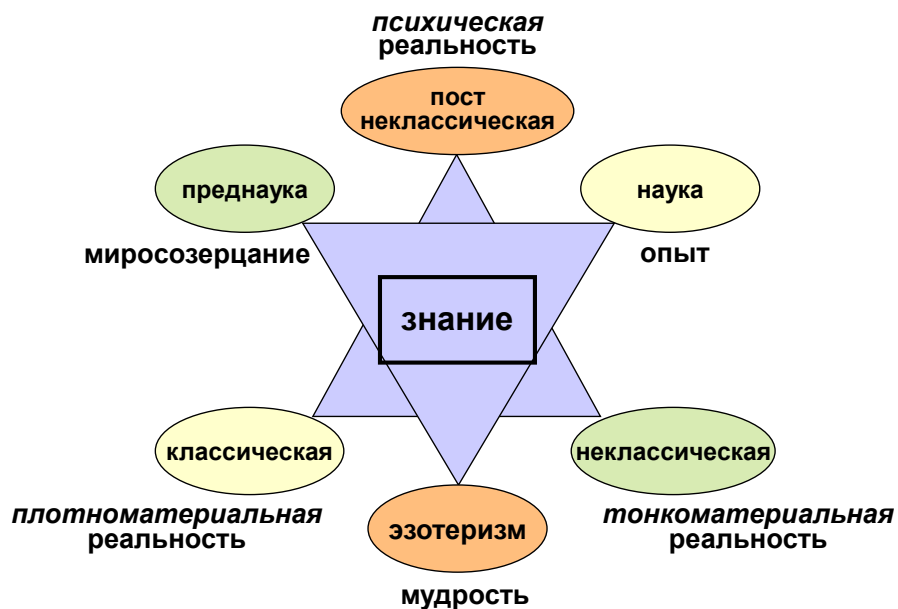 психическая
реальность
пост
неклассическая
преднаука
наука
миросозерцание
опыт
знание
классическая
неклассическая
плотноматериальная
реальность
эзотеризм
тонкоматериальная
реальность
мудрость